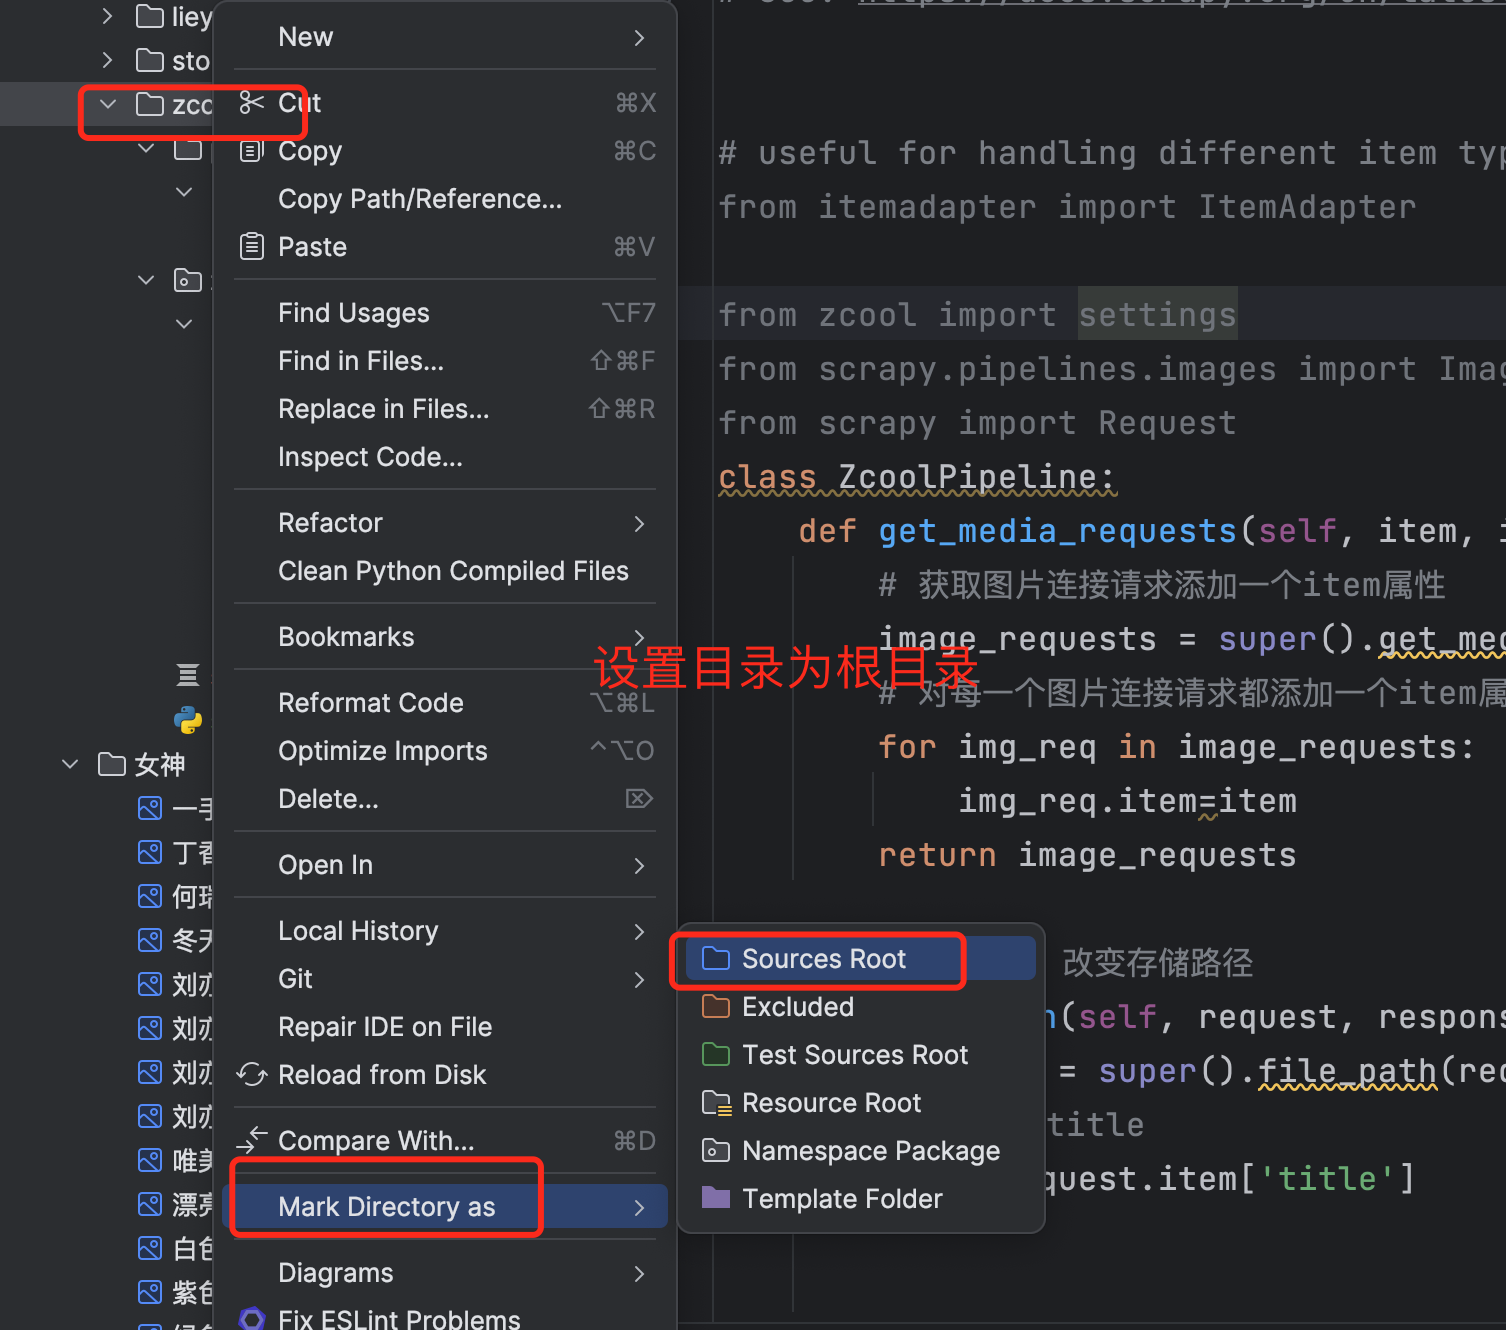 liey
sto
zco
女神
一手
丁香
何瑞
冬天
刘亦
刘亦
刘亦
刘亦
唯美
漂亮
白色
紫色
New
Cut ⌘X
Copy ⌘C
Copy Path/Reference...
Paste ⌘V
Find Usages ⌥F7
Find in Files... ⇧⌘F
Replace in Files... ⇧⌘R
Inspect Code...
Refactor
Clean Python Compiled Files
Bookmarks
设置目录为根目录
Reformat Code ⌥⌘L
Optimize Imports ^⌥O
Delete... ⌦
Open In
Local History
Git
Repair IDE on File
Reload from Disk
Compare With... ⌘D
Mark Directory as
Diagrams
Fix ESLint Problems
Sources Root
Excluded
Test Sources Root
Resource Root
Namespace Package
Template Folder
# useful for handling different item typ
from itemadapter import ItemAdapter
from zcool import settings
from scrapy.pipelines.images import Imag
from scrapy import Request
class ZcoolPipeline:
def get_media_requests(self, item, i
# 获取图片连接请求添加一个item属性
image_requests = super().get_med
# 对每一个图片连接请求都添加一个item属
for img_req in image_requests:
img_req.item=item
return image_requests
改变存储路径
n(self, request, respons
= super().file_path(req
title
quest.item['title']